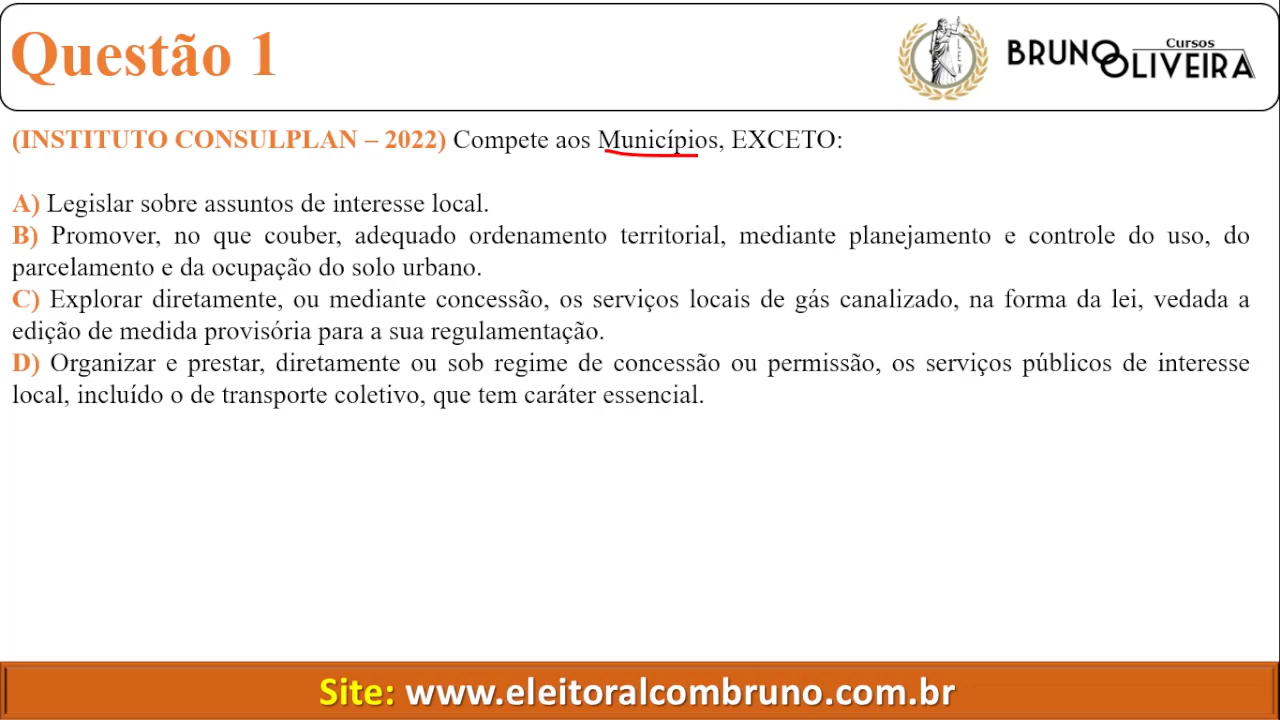 Questão 1
LEX
Cursos
BRUNO OLIVEIRA
(INSTITUTO CONSULPLAN – 2022) Compete aos Municípios, EXCETO:
A) Legislar sobre assuntos de interesse local.
B) Promover, no que couber, adequado ordenamento territorial, mediante planejamento e controle do uso, do
parcelamento e da ocupação do solo urbano.
C) Explorar diretamente, ou mediante concessão, os serviços locais de gás canalizado, na forma da lei, vedada a
edição de medida provisória para a sua regulamentação.
D) Organizar e prestar, diretamente ou sob regime de concessão ou permissão, os serviços públicos de interesse
local, incluído o de transporte coletivo, que tem caráter essencial.
Site: www.eleitoralcombruno.com.br